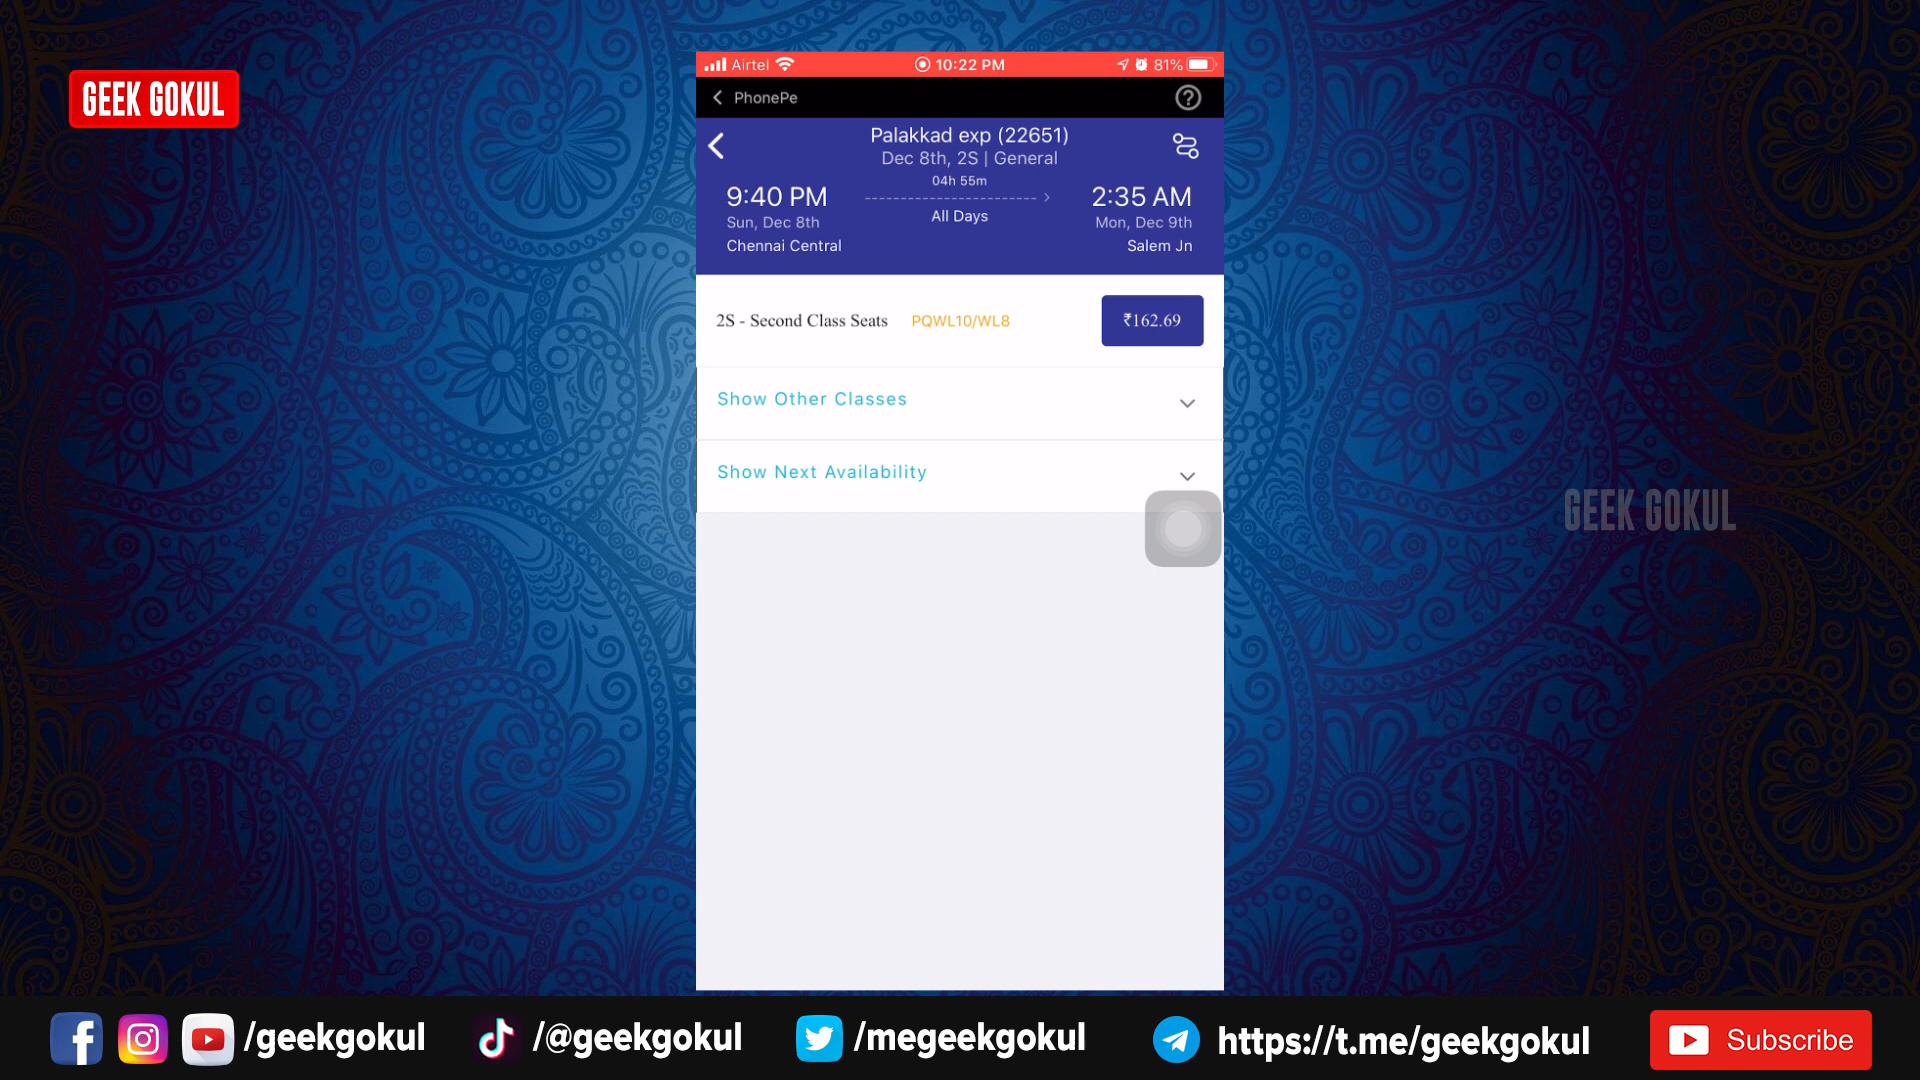 GEEK GOKUL
Airtel 10:22 PM 81%
PhonePe
Palakkad exp (22651)
Dec 8th, 2S | General
04h 55m
9:40 PM 2:35 AM
All Days
Sun, Dec 8th Mon, Dec 9th
Chennai Central Salem Jn
2S - Second Class Seats PQWL10/WL8 ₹162.69
Show Other Classes
Show Next Availability
GEEK GOKUL
/geekgokul /@geekgokul /megeekgokul https://t.me/geekgokul Subscribe